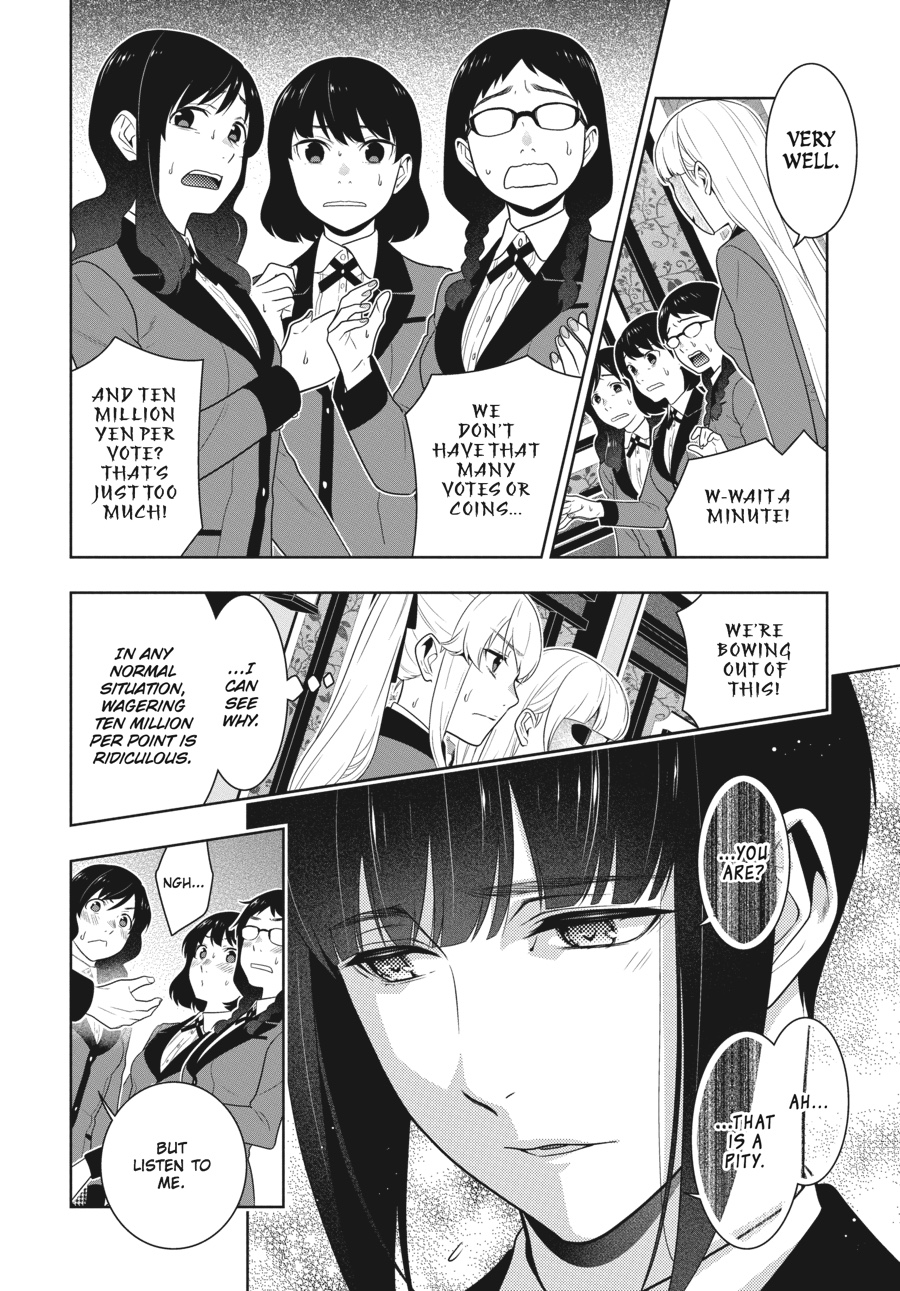 VERY
WELL.
W-WAIT A
MINUTE!
WE
DON'T
HAVE THAT
MANY
VOTES OR
COINS...
AND TEN
MILLION
YEN PER
VOTE?
THAT'S
JUST TOO
MUCH!
WE'RE
BOWING
OUT OF
THIS!
...I
CAN
SEE
WHY.
IN ANY
NORMAL
SITUATION,
WAGERING
TEN MILLION
PER POINT IS
RIDICULOUS.
...YOU
ARE?
AH...
...THAT
IS A
PITY.
NGH...
BUT
LISTEN TO
ME.